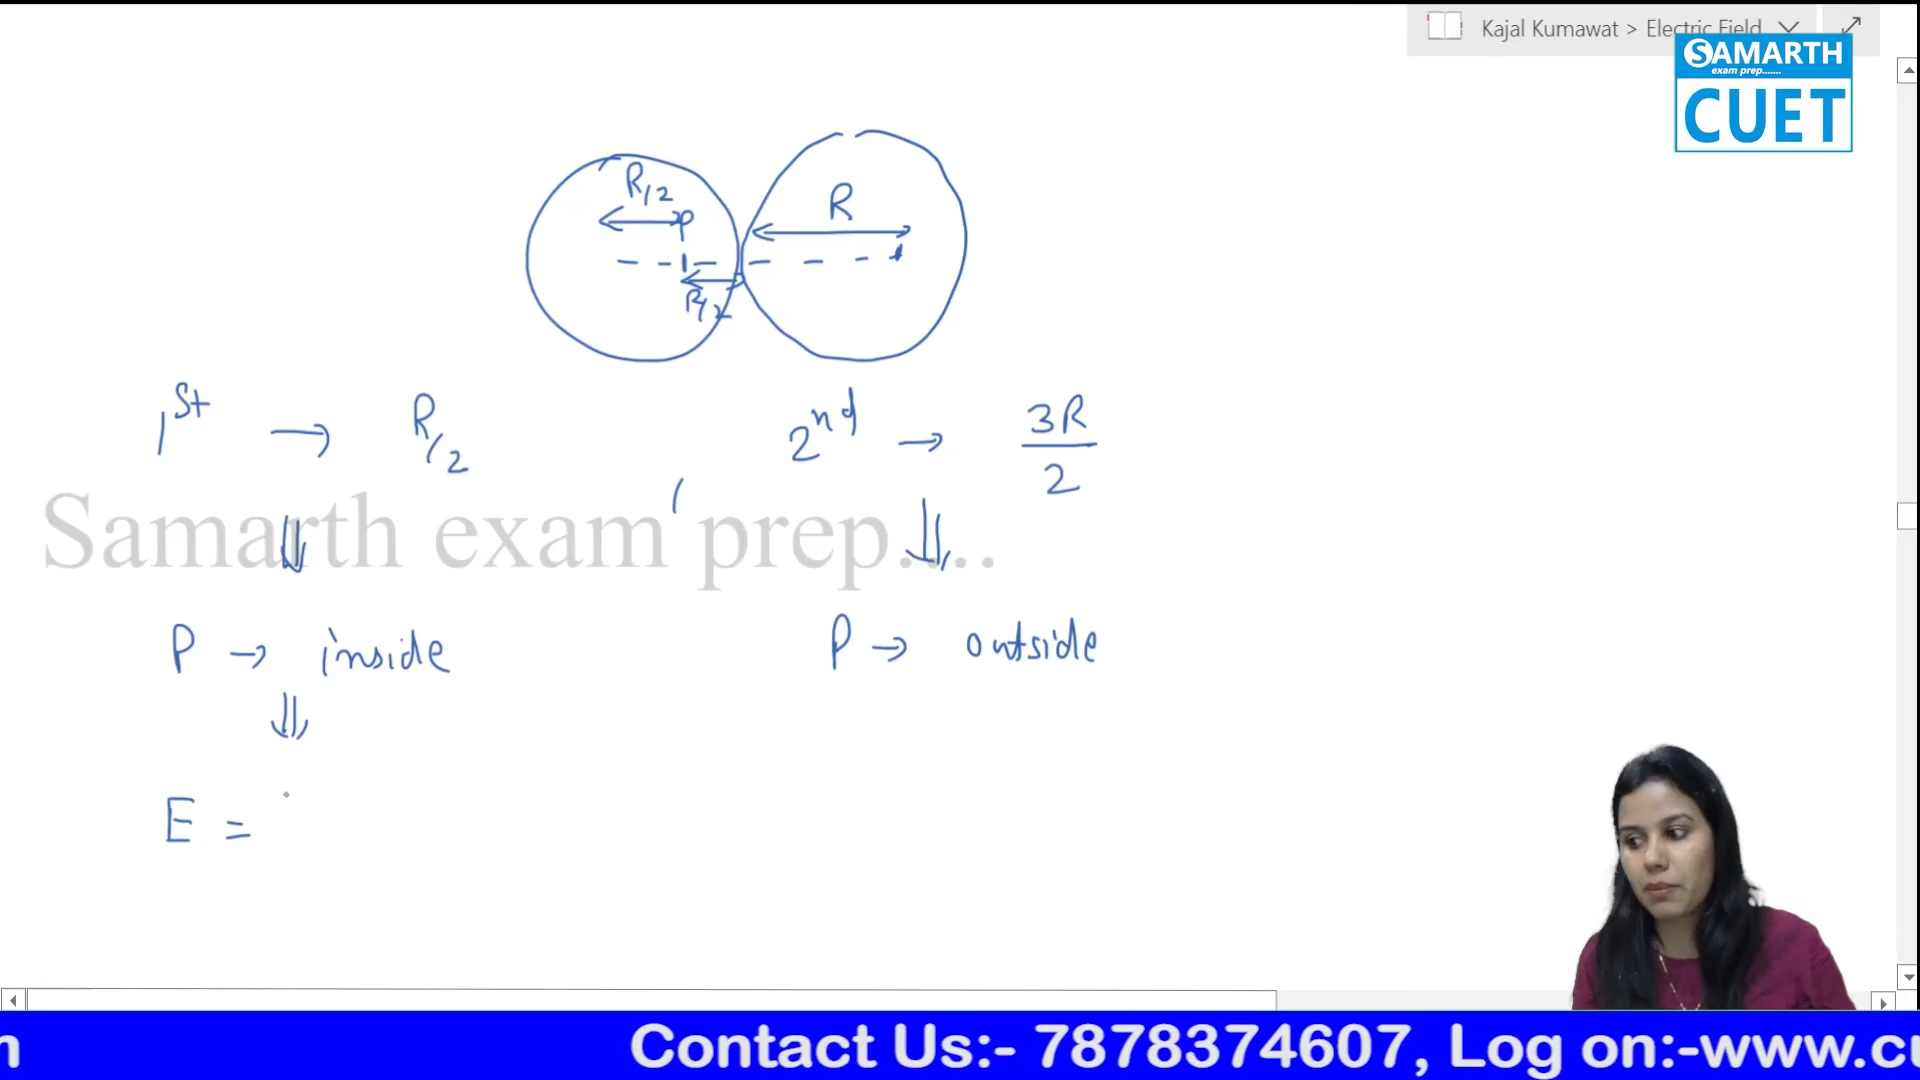 Kajal Kumawat > Electric Field
SAMARTH
exam prep.......
CUET
R/2
P
R
R/2
1st → R/2
2nd → 3R/2
Samarth exam prep....
P → inside
P → outside
E =
n
Contact Us:- 7878374607, Log on:-www.cu